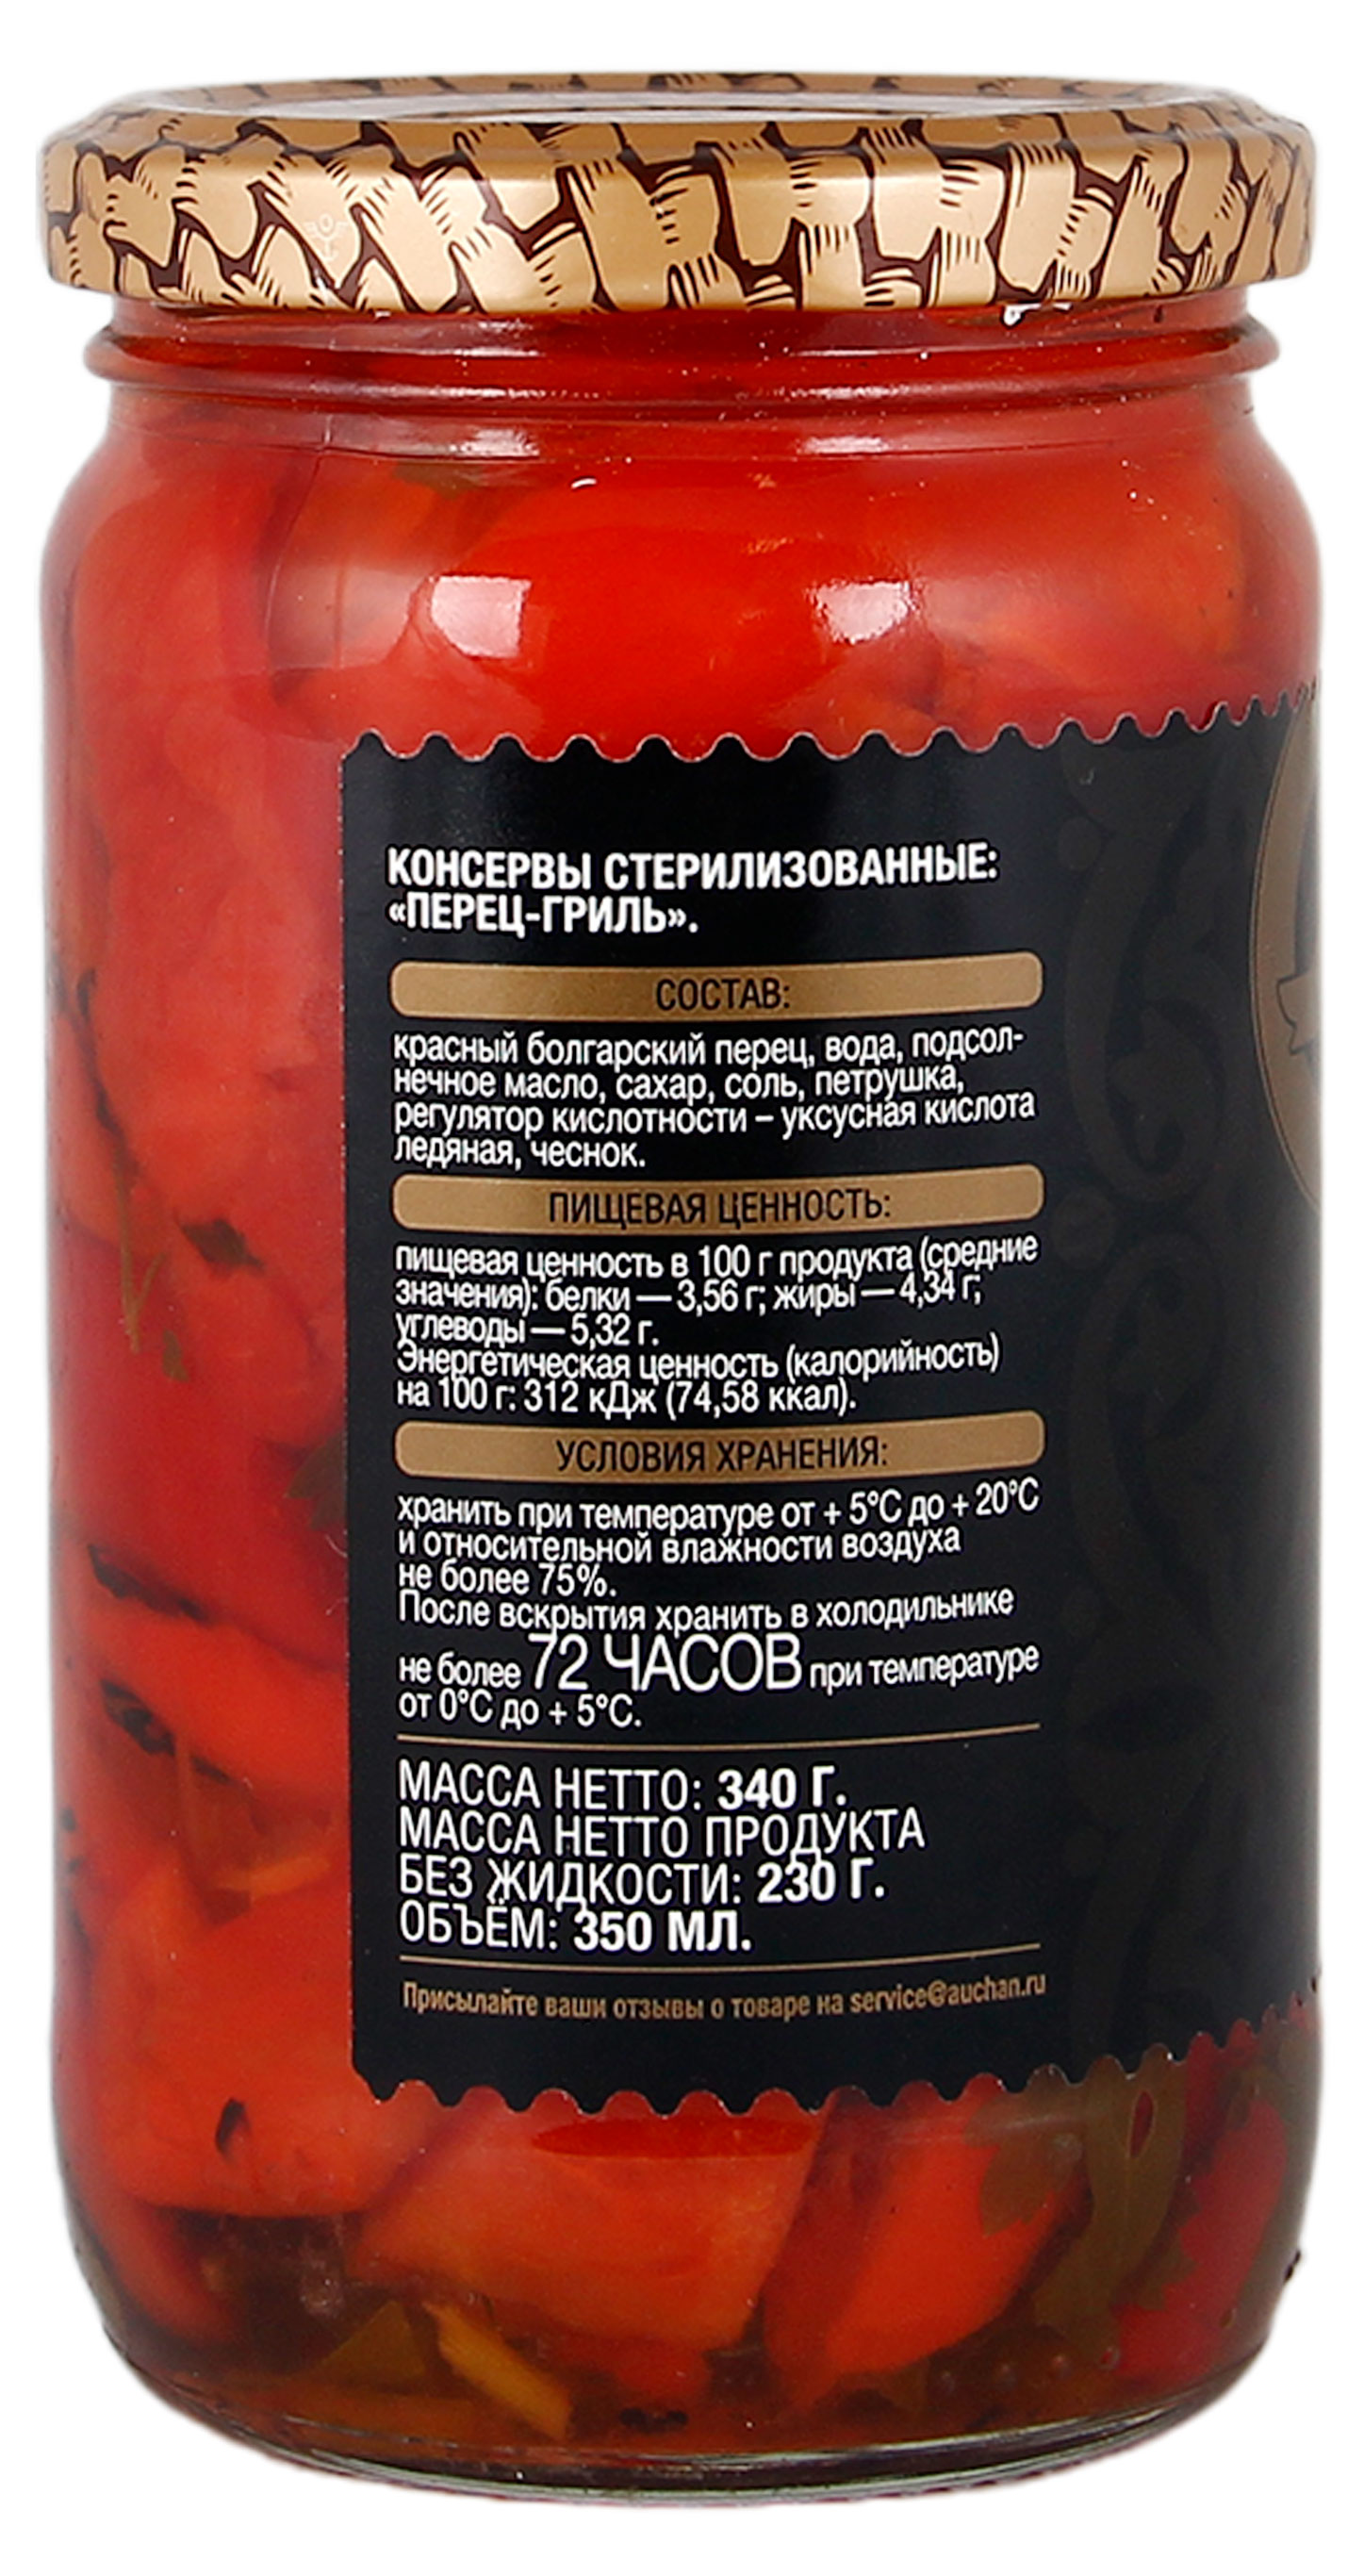 КОНСЕРВЫ СТЕРИЛИЗОВАННЫЕ:
«ПЕРЕЦ-ГРИЛЬ».
СОСТАВ:
красный болгарский перец, вода, подсол-
нечное масло, сахар, соль, петрушка,
регулятор кислотности – уксусная кислота
ледяная, чеснок.
ПИЩЕВАЯ ЦЕННОСТЬ:
пищевая ценность в 100 г продукта (средние
значения): белки — 3,56 г; жиры — 4,34 г;
углеводы — 5,32 г.
Энергетическая ценность (калорийность)
на 100 г: 312 кДж (74,58 ккал).
УСЛОВИЯ ХРАНЕНИЯ:
хранить при температуре от + 5°С до + 20°С
и относительной влажности воздуха
не более 75%.
После вскрытия хранить в холодильнике
не более 72 ЧАСОВ при температуре
от 0°С до + 5°С.
МАССА НЕТТО: 340 Г.
МАССА НЕТТО ПРОДУКТА
БЕЗ ЖИДКОСТИ: 230 Г.
ОБЪЁМ: 350 МЛ.
Присылайте ваши отзывы о товаре на service@auchan.ru